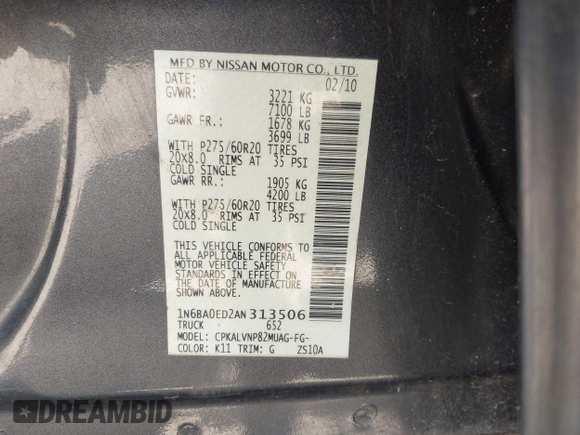 MFD BY NISSAN MOTOR CO., LTD.
DATE: 02/10
GVWR: 3221 KG
7100 LB
GAWR FR.: 1678 KG
3699 LB
WITH P275/60R20 TIRES
20X8.0 RIMS AT 35 PSI
COLD SINGLE
GAWR RR.: 1905 KG
4200 LB
WITH P275/60R20 TIRES
20X8.0 RIMS AT 35 PSI
COLD SINGLE
THIS VEHICLE CONFORMS TO
ALL APPLICABLE FEDERAL
MOTOR VEHICLE SAFETY
STANDARDS IN EFFECT ON
THE DATE OF MANUFACTURE
SHOWN ABOVE.
1N6BA0ED2AN313506
TRUCK 652
MODEL: CPKALVNP82MUAG-FG-
COLOR: K11 TRIM: G ZS10A
DREAMBID